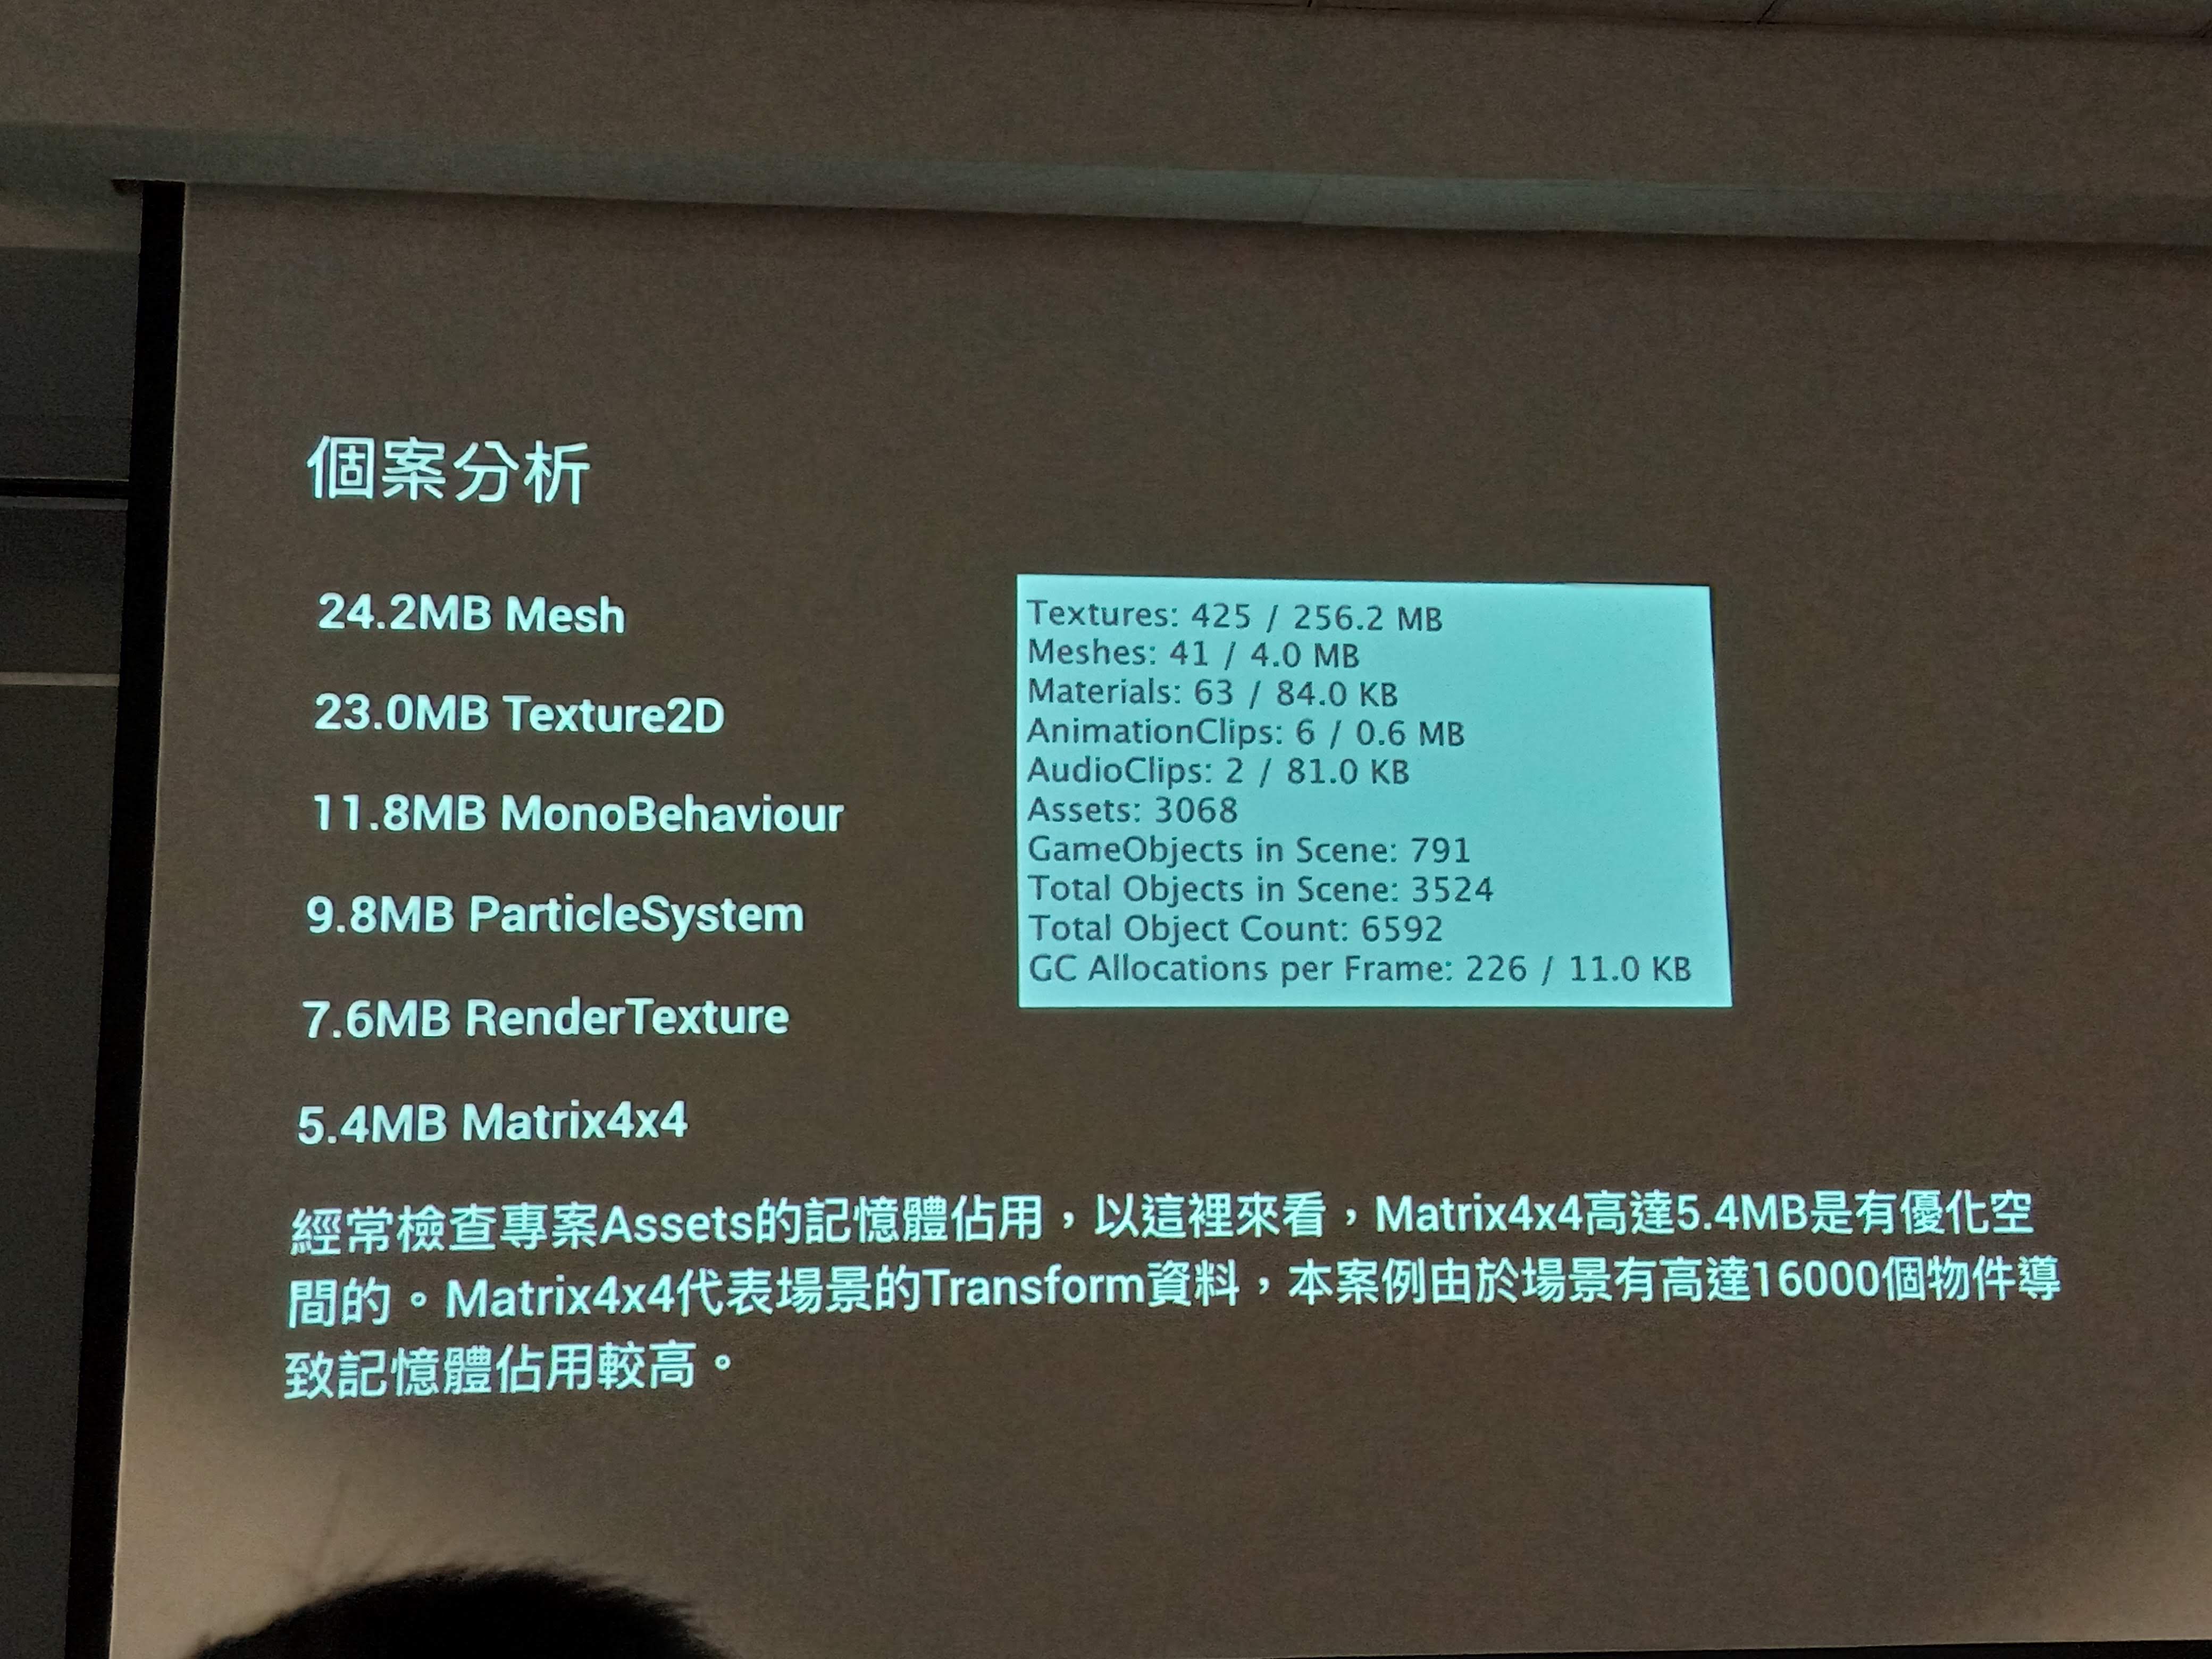 個案分析
24.2MB Mesh
23.0MB Texture2D
11.8MB MonoBehaviour
9.8MB ParticleSystem
7.6MB RenderTexture
5.4MB Matrix4x4
Textures: 425 / 256.2 MB
Meshes: 41 / 4.0 MB
Materials: 63 / 84.0 KB
AnimationClips: 6 / 0.6 MB
AudioClips: 2 / 81.0 KB
Assets: 3068
GameObjects in Scene: 791
Total Objects in Scene: 3524
Total Object Count: 6592
GC Allocations per Frame: 226 / 11.0 KB
經常檢查專案Assets的記憶體佔用，以這裡來看，Matrix4x4高達5.4MB是有優化空
間的。Matrix4x4代表場景的Transform資料，本案例由於場景有高達16000個物件導
致記憶體佔用較高。